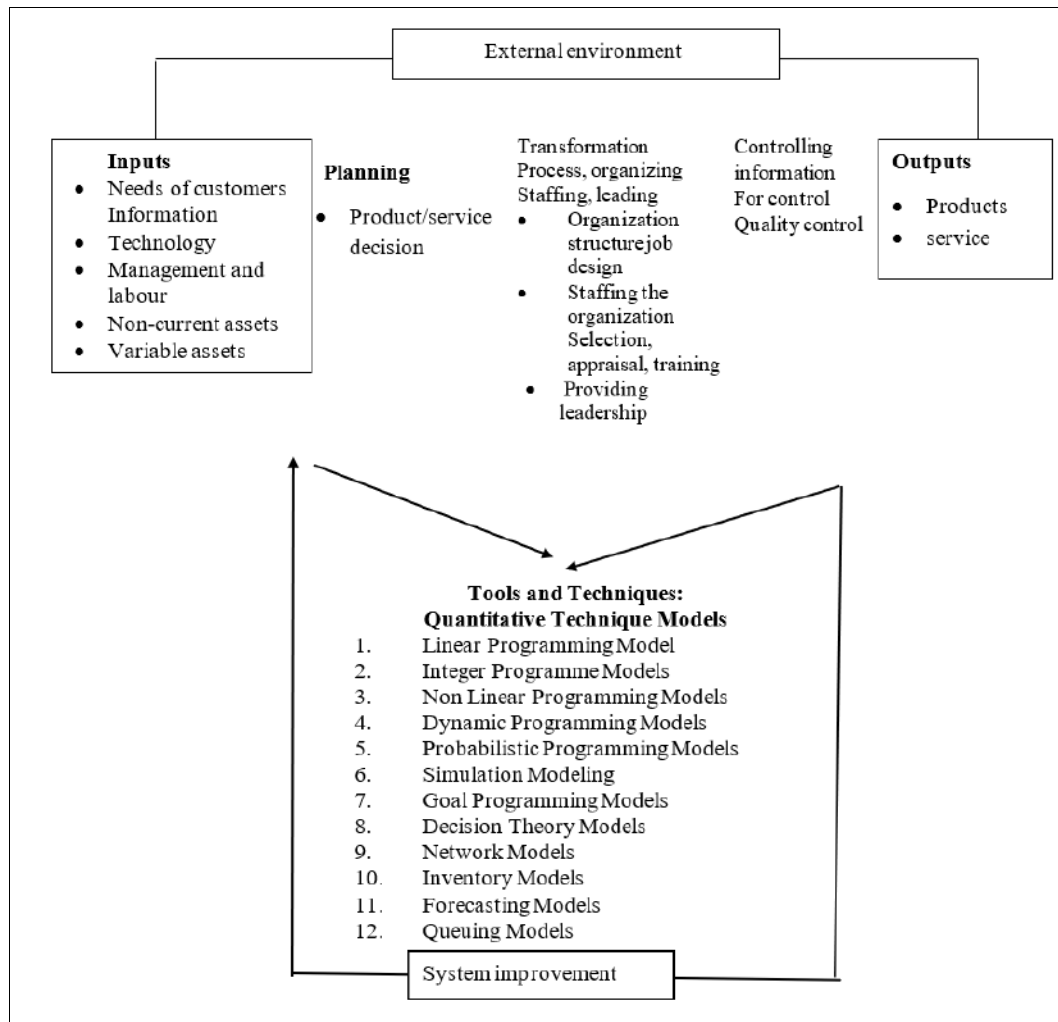 External environment
Inputs
● Needs of customers
Information
● Technology
● Management and
labour
● Non-current assets
● Variable assets
Planning
● Product/service
decision
Transformation
Process, organizing
Staffing, leading
● Organization
structure job
design
● Staffing the
organization
Selection,
appraisal, training
● Providing
leadership
Controlling
information
For control
Quality control
Outputs
● Products
● service
Tools and Techniques:
Quantitative Technique Models
1. Linear Programming Model
2. Integer Programme Models
3. Non Linear Programming Models
4. Dynamic Programming Models
5. Probabilistic Programming Models
6. Simulation Modeling
7. Goal Programming Models
8. Decision Theory Models
9. Network Models
10. Inventory Models
11. Forecasting Models
12. Queuing Models
System improvement